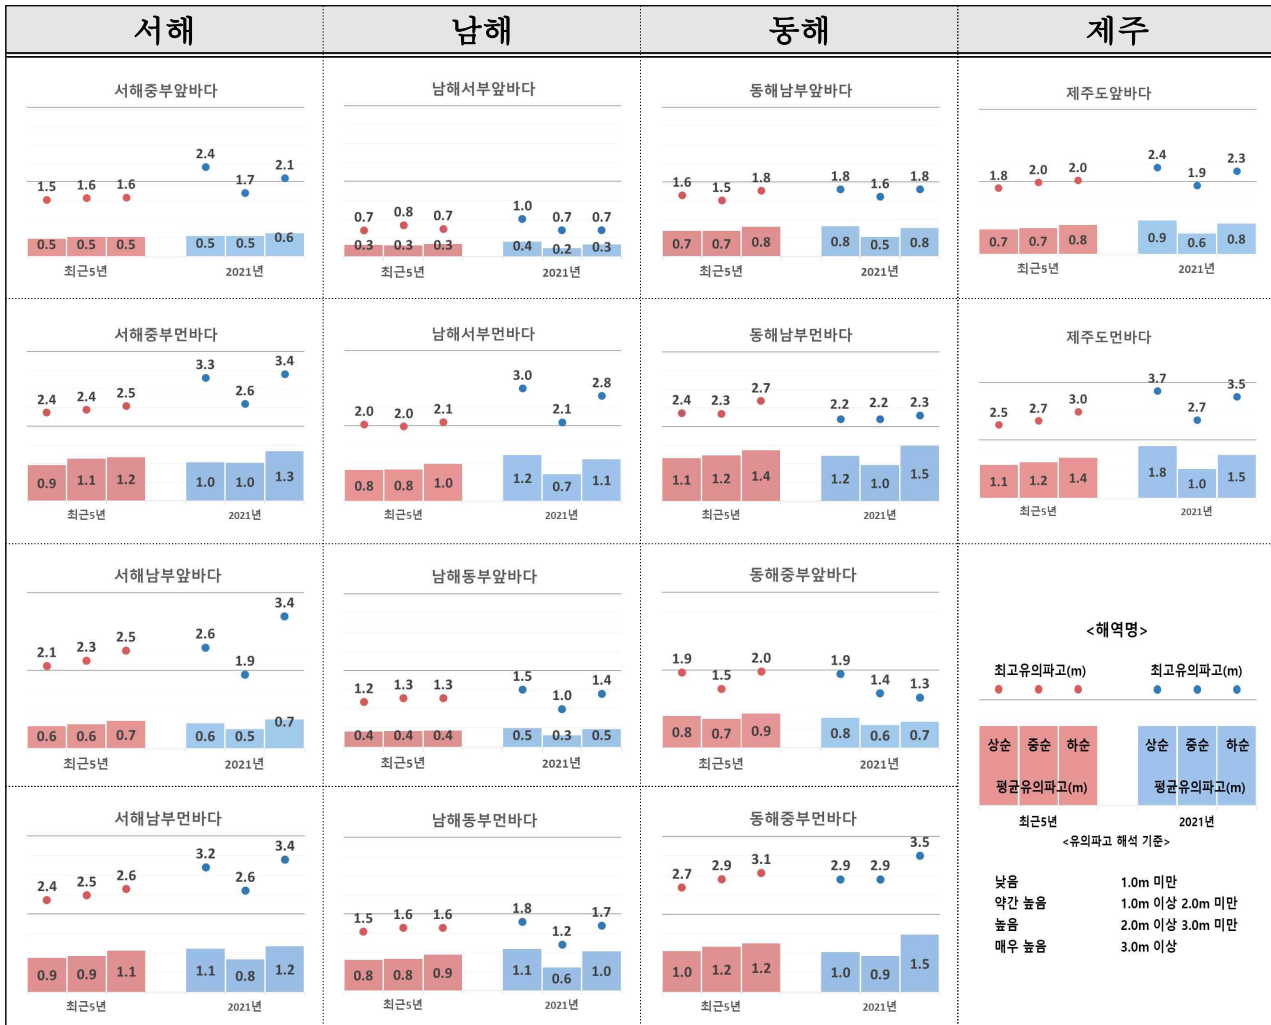 서해 남해 동해 제주
서해중부앞바다
2.4
2.1
1.5 1.6 1.6 1.7
0.5 0.5 0.5 0.5 0.5 0.6
최근5년 2021년
남해서부앞바다
0.7 0.8 0.7 1.0 0.7 0.7
0.3 0.3 0.3 0.4 0.2 0.3
최근5년 2021년
동해남부앞바다
1.6 1.5 1.8 1.8 1.6 1.8
0.7 0.7 0.8 0.8 0.5 0.8
최근5년 2021년
제주도앞바다
1.8 2.0 2.0 2.4 1.9 2.3
0.7 0.7 0.8 0.9 0.6 0.8
최근5년 2021년
서해중부먼바다
2.4 2.4 2.5 3.3 2.6 3.4
0.9 1.1 1.2 1.0 1.0 1.3
최근5년 2021년
남해서부먼바다
2.0 2.0 2.1 3.0 2.1 2.8
0.8 0.8 1.0 1.2 0.7 1.1
최근5년 2021년
동해남부먼바다
2.4 2.3 2.7 2.2 2.2 2.3
1.1 1.2 1.4 1.2 1.0 1.5
최근5년 2021년
제주도먼바다
2.5 2.7 3.0 3.7 2.7 3.5
1.1 1.2 1.4 1.8 1.0 1.5
최근5년 2021년
서해남부앞바다
2.1 2.3 2.5 2.6 1.9 3.4
0.6 0.6 0.7 0.6 0.5 0.7
최근5년 2021년
남해동부앞바다
1.2 1.3 1.3 1.5 1.0 1.4
0.4 0.4 0.4 0.5 0.3 0.5
최근5년 2021년
동해중부앞바다
1.9 1.5 2.0 1.9 1.4 1.3
0.8 0.7 0.9 0.8 0.6 0.7
최근5년 2021년
서해남부먼바다
2.4 2.5 2.6 3.2 2.6 3.4
0.9 0.9 1.1 1.1 0.8 1.2
최근5년 2021년
남해동부먼바다
1.5 1.6 1.6 1.8 1.2 1.7
0.8 0.8 0.9 1.1 0.6 1.0
최근5년 2021년
동해중부먼바다
2.7 2.9 3.1 2.9 2.9 3.5
1.0 1.2 1.2 1.0 0.9 1.5
최근5년 2021년
<해역명>
최고유의파고(m) 최고유의파고(m)
상순 중순 하순 상순 중순 하순
평균유의파고(m) 평균유의파고(m)
최근5년 2021년
<유의파고 해석 기준>
낮음 1.0m 미만
약간 높음 1.0m 이상 2.0m 미만
높음 2.0m 이상 3.0m 미만
매우 높음 3.0m 이상